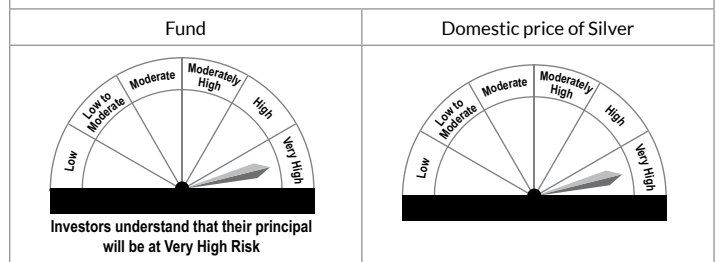 Fund
Domestic price of Silver
Low
Low to
Moderate
Moderate
Moderately
High
High
Very High
Low
Low to
Moderate
Moderate
Moderately
High
High
Very High
Investors understand that their principal
will be at Very High Risk